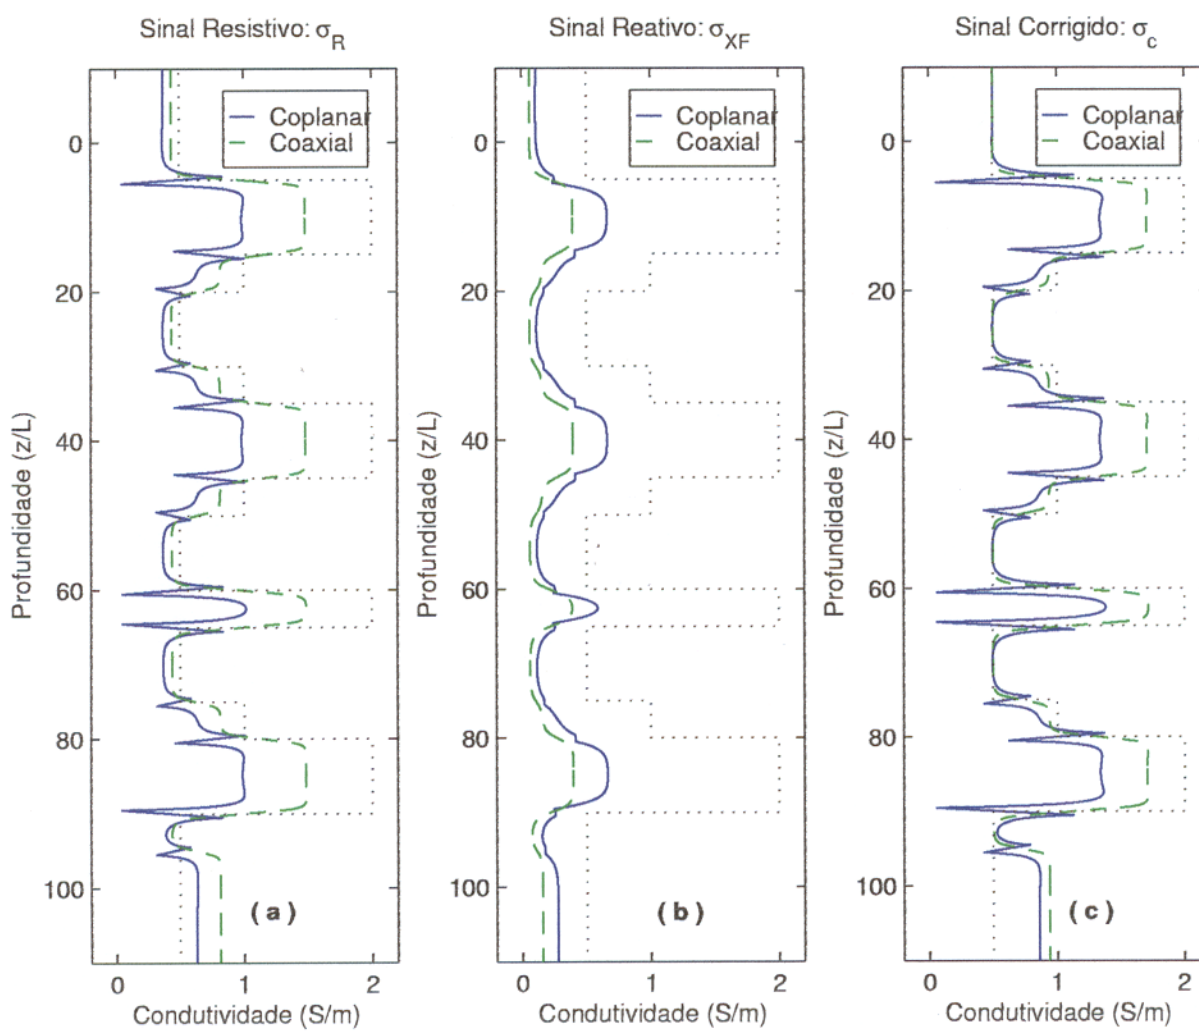 Sinal Resistivo: σR
Coplanar
Coaxial
0
20
40
60
80
100
Profundidade (z/L)
(a)
0 1 2
Condutividade (S/m)
Sinal Reativo: σXF
Coplanar
Coaxial
0
20
40
60
80
100
Profundidade (z/L)
(b)
0 1 2
Condutividade (S/m)
Sinal Corrigido: σc
Coplanar
Coaxial
0
20
40
60
80
100
Profundidade (z/L)
(c)
0 1 2
Condutividade (S/m)